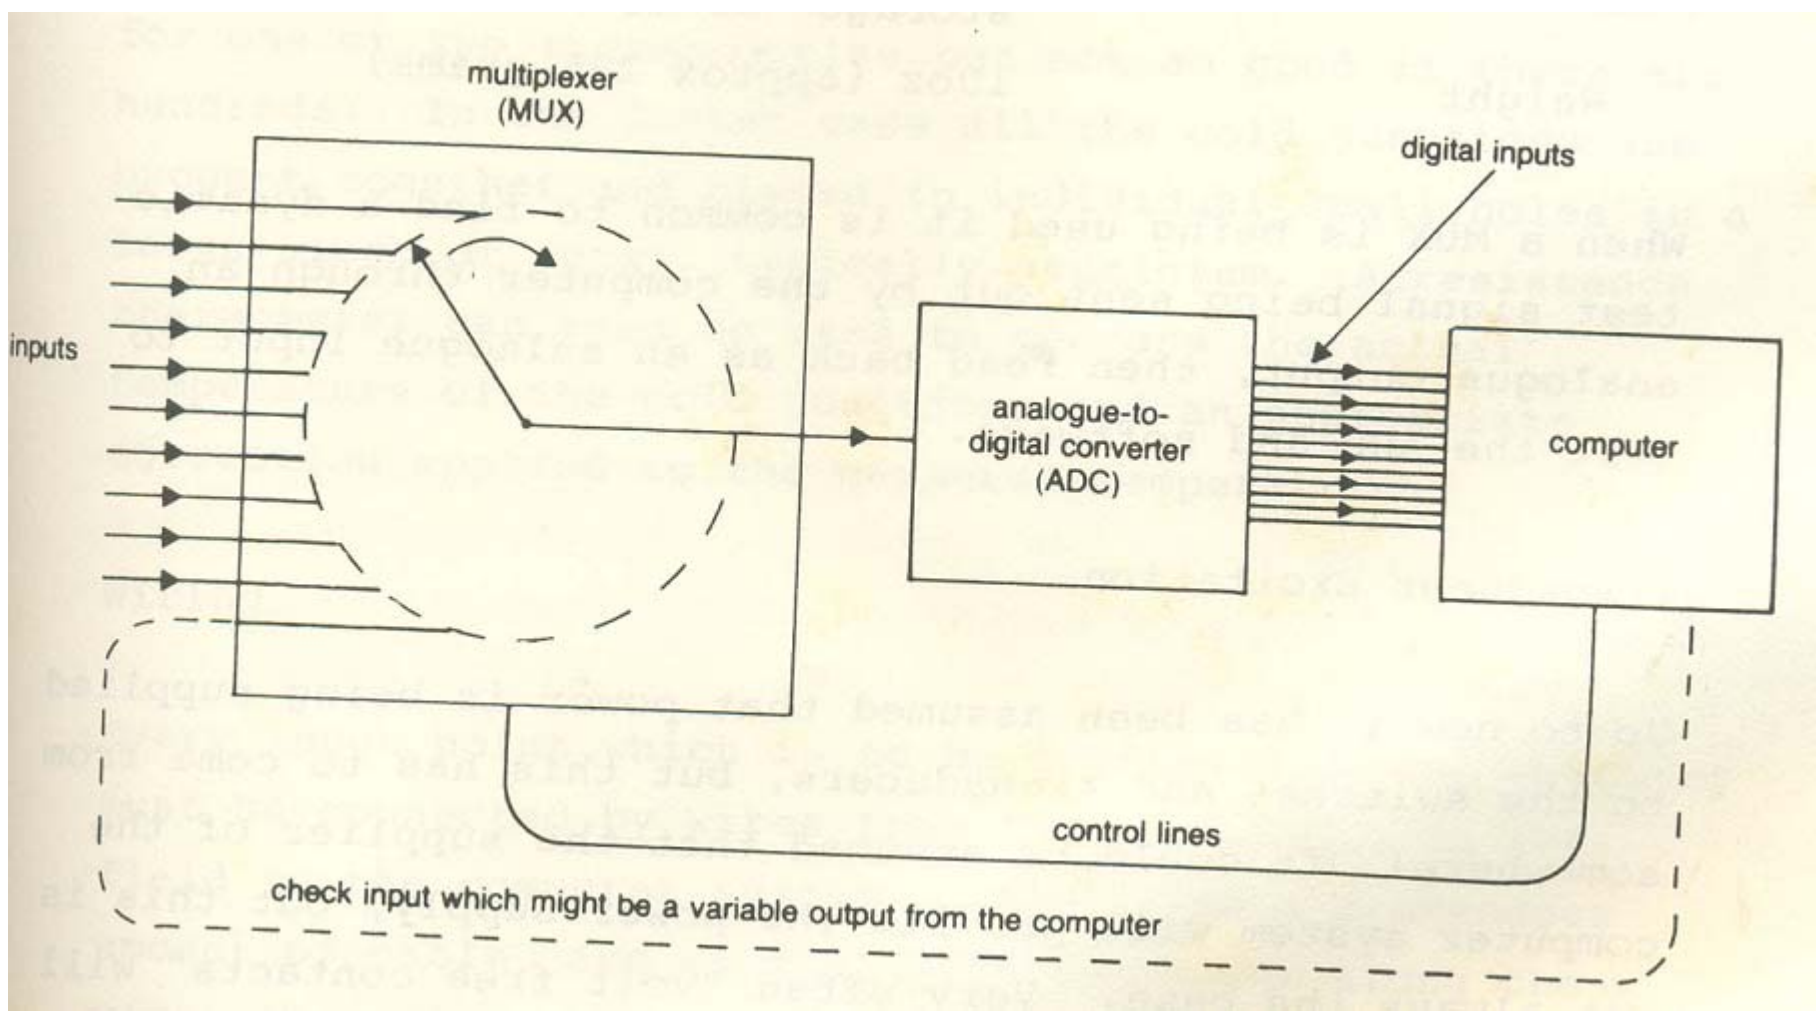 multiplexer
(MUX)
digital inputs
inputs
analogue-to-
digital converter
(ADC)
computer
control lines
check input which might be a variable output from the computer